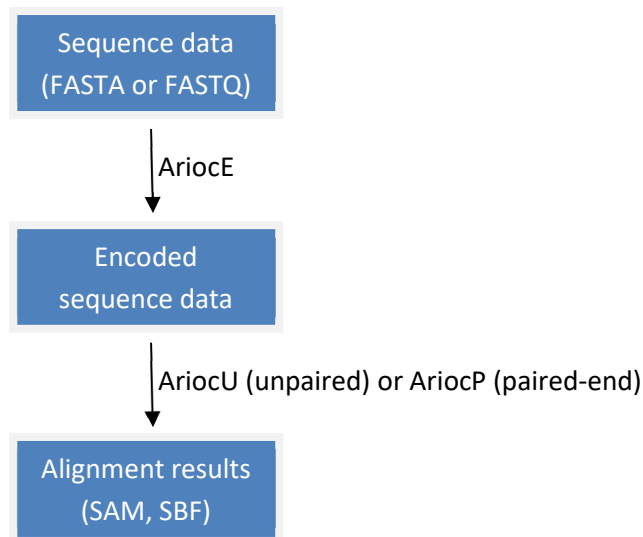 Sequence data
(FASTA or FASTQ)
AriocE
Encoded
sequence data
AriocU (unpaired) or AriocP (paired-end)
Alignment results
(SAM, SBF)